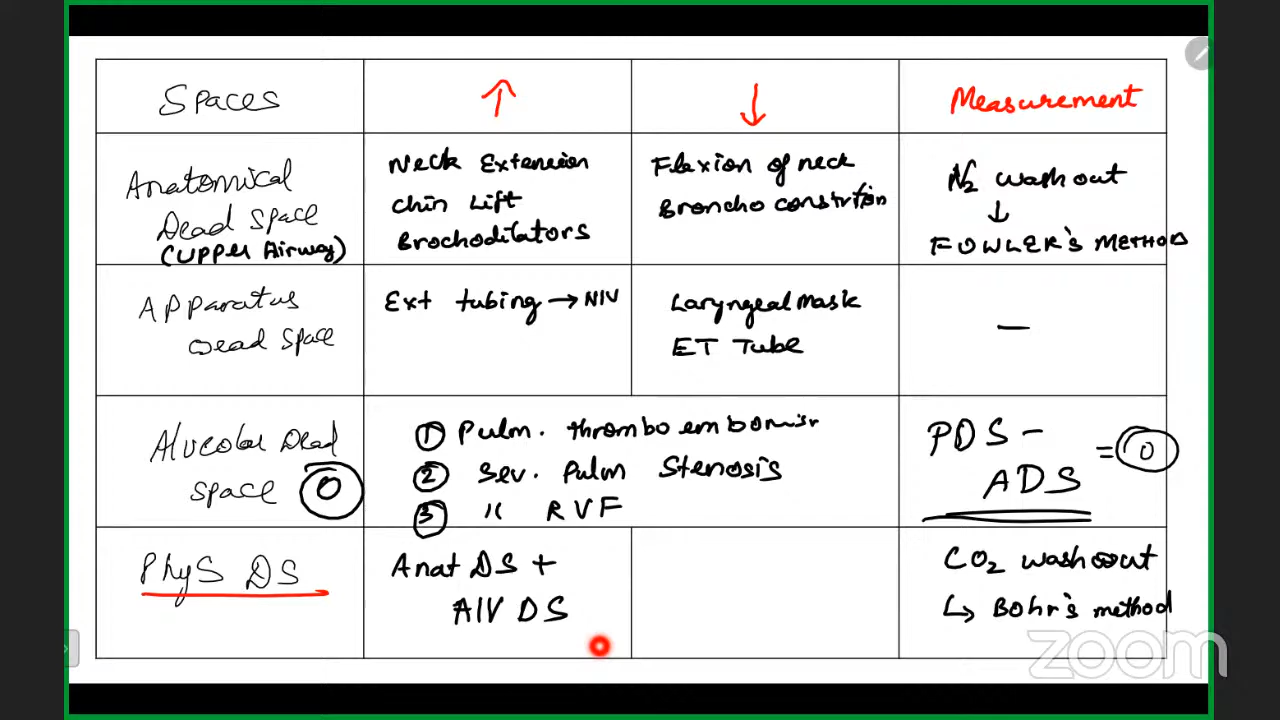 Spaces ↑ ↓ Measurement
Anatomical
Dead Space
(Upper Airway)
Neck Extension
Chin Lift
Brochodilators
Flexion of neck
Broncho constrition
N₂ wash out
↓
FOWLER's METHOD
Apparatus
Dead Space
Ext tubing → NIV
Laryngeal Mask
ET Tube
—
Alveolar Dead
Space 0
① Pulm. thrombo embomism
② Sev. Pulm Stenosis
③ " RVF
PDS -
ADS = 0
Phys DS
Anat DS +
Alv DS
CO₂ washout
↳ Bohr's method
zoom